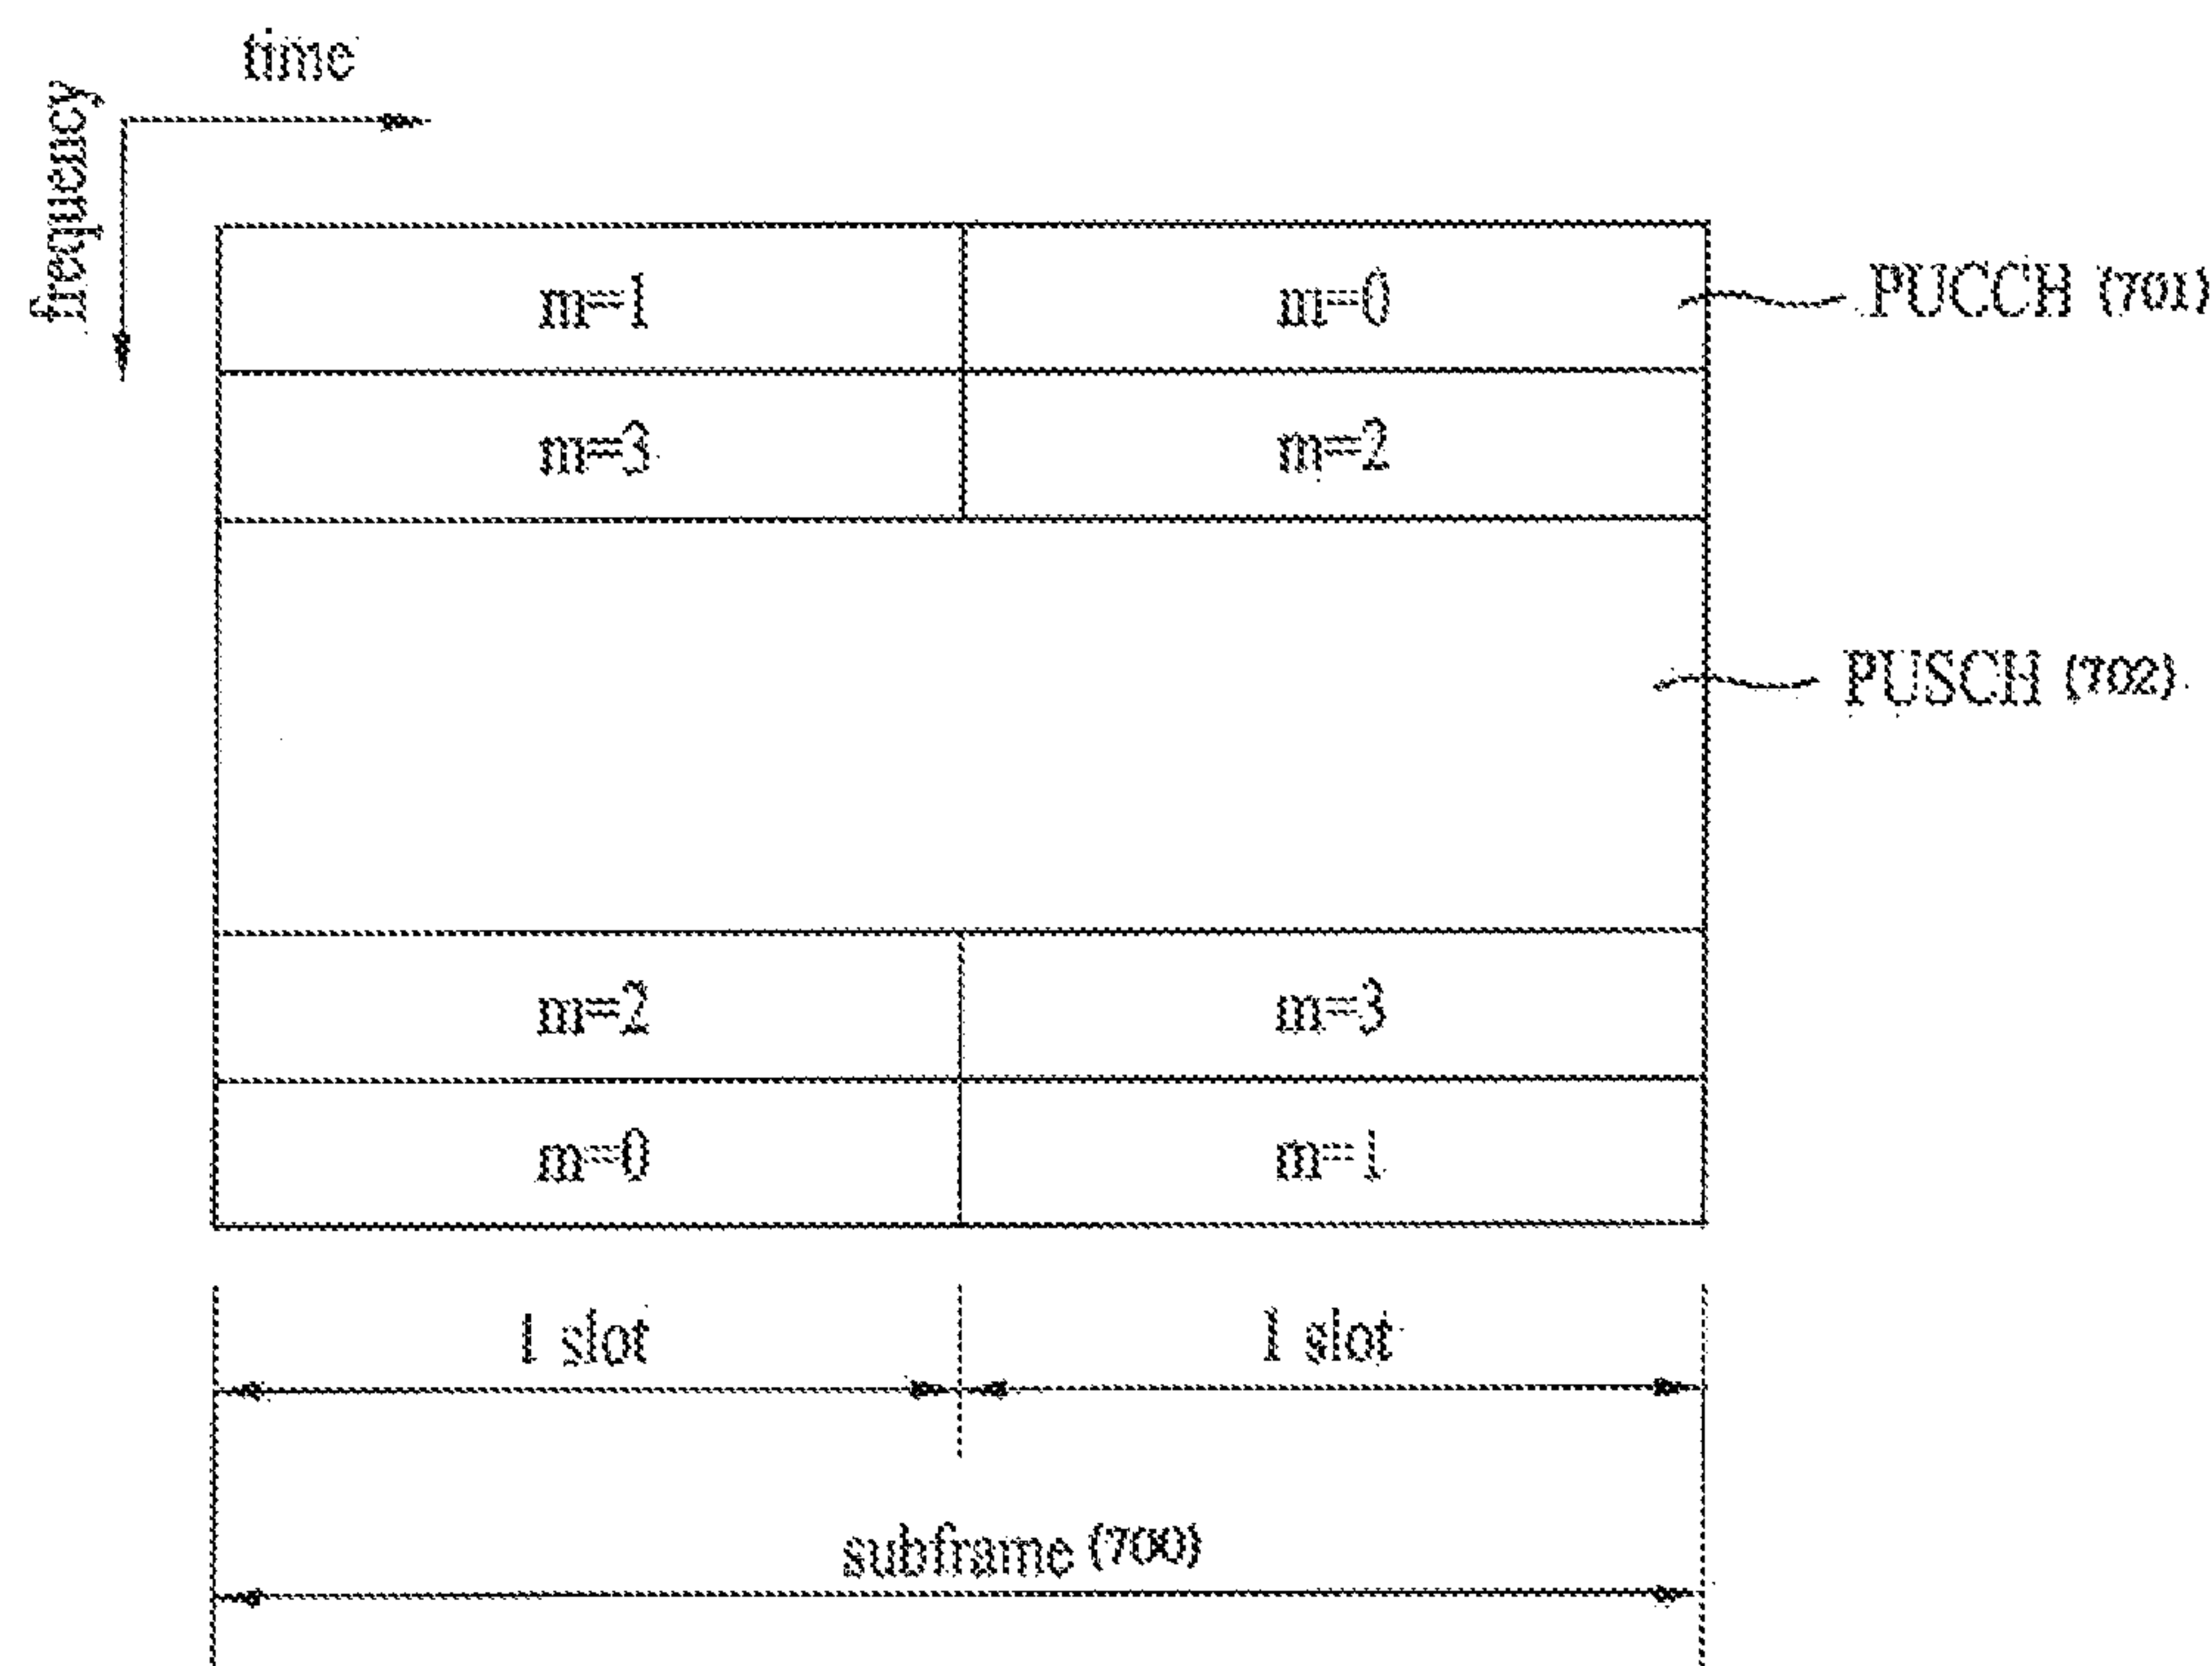 time
frequency
m=1 m=0 PUCCH (701)
m=3 m=2
PUSCH (702)
m=2 m=3
m=0 m=1
1 slot 1 slot
subframe (700)